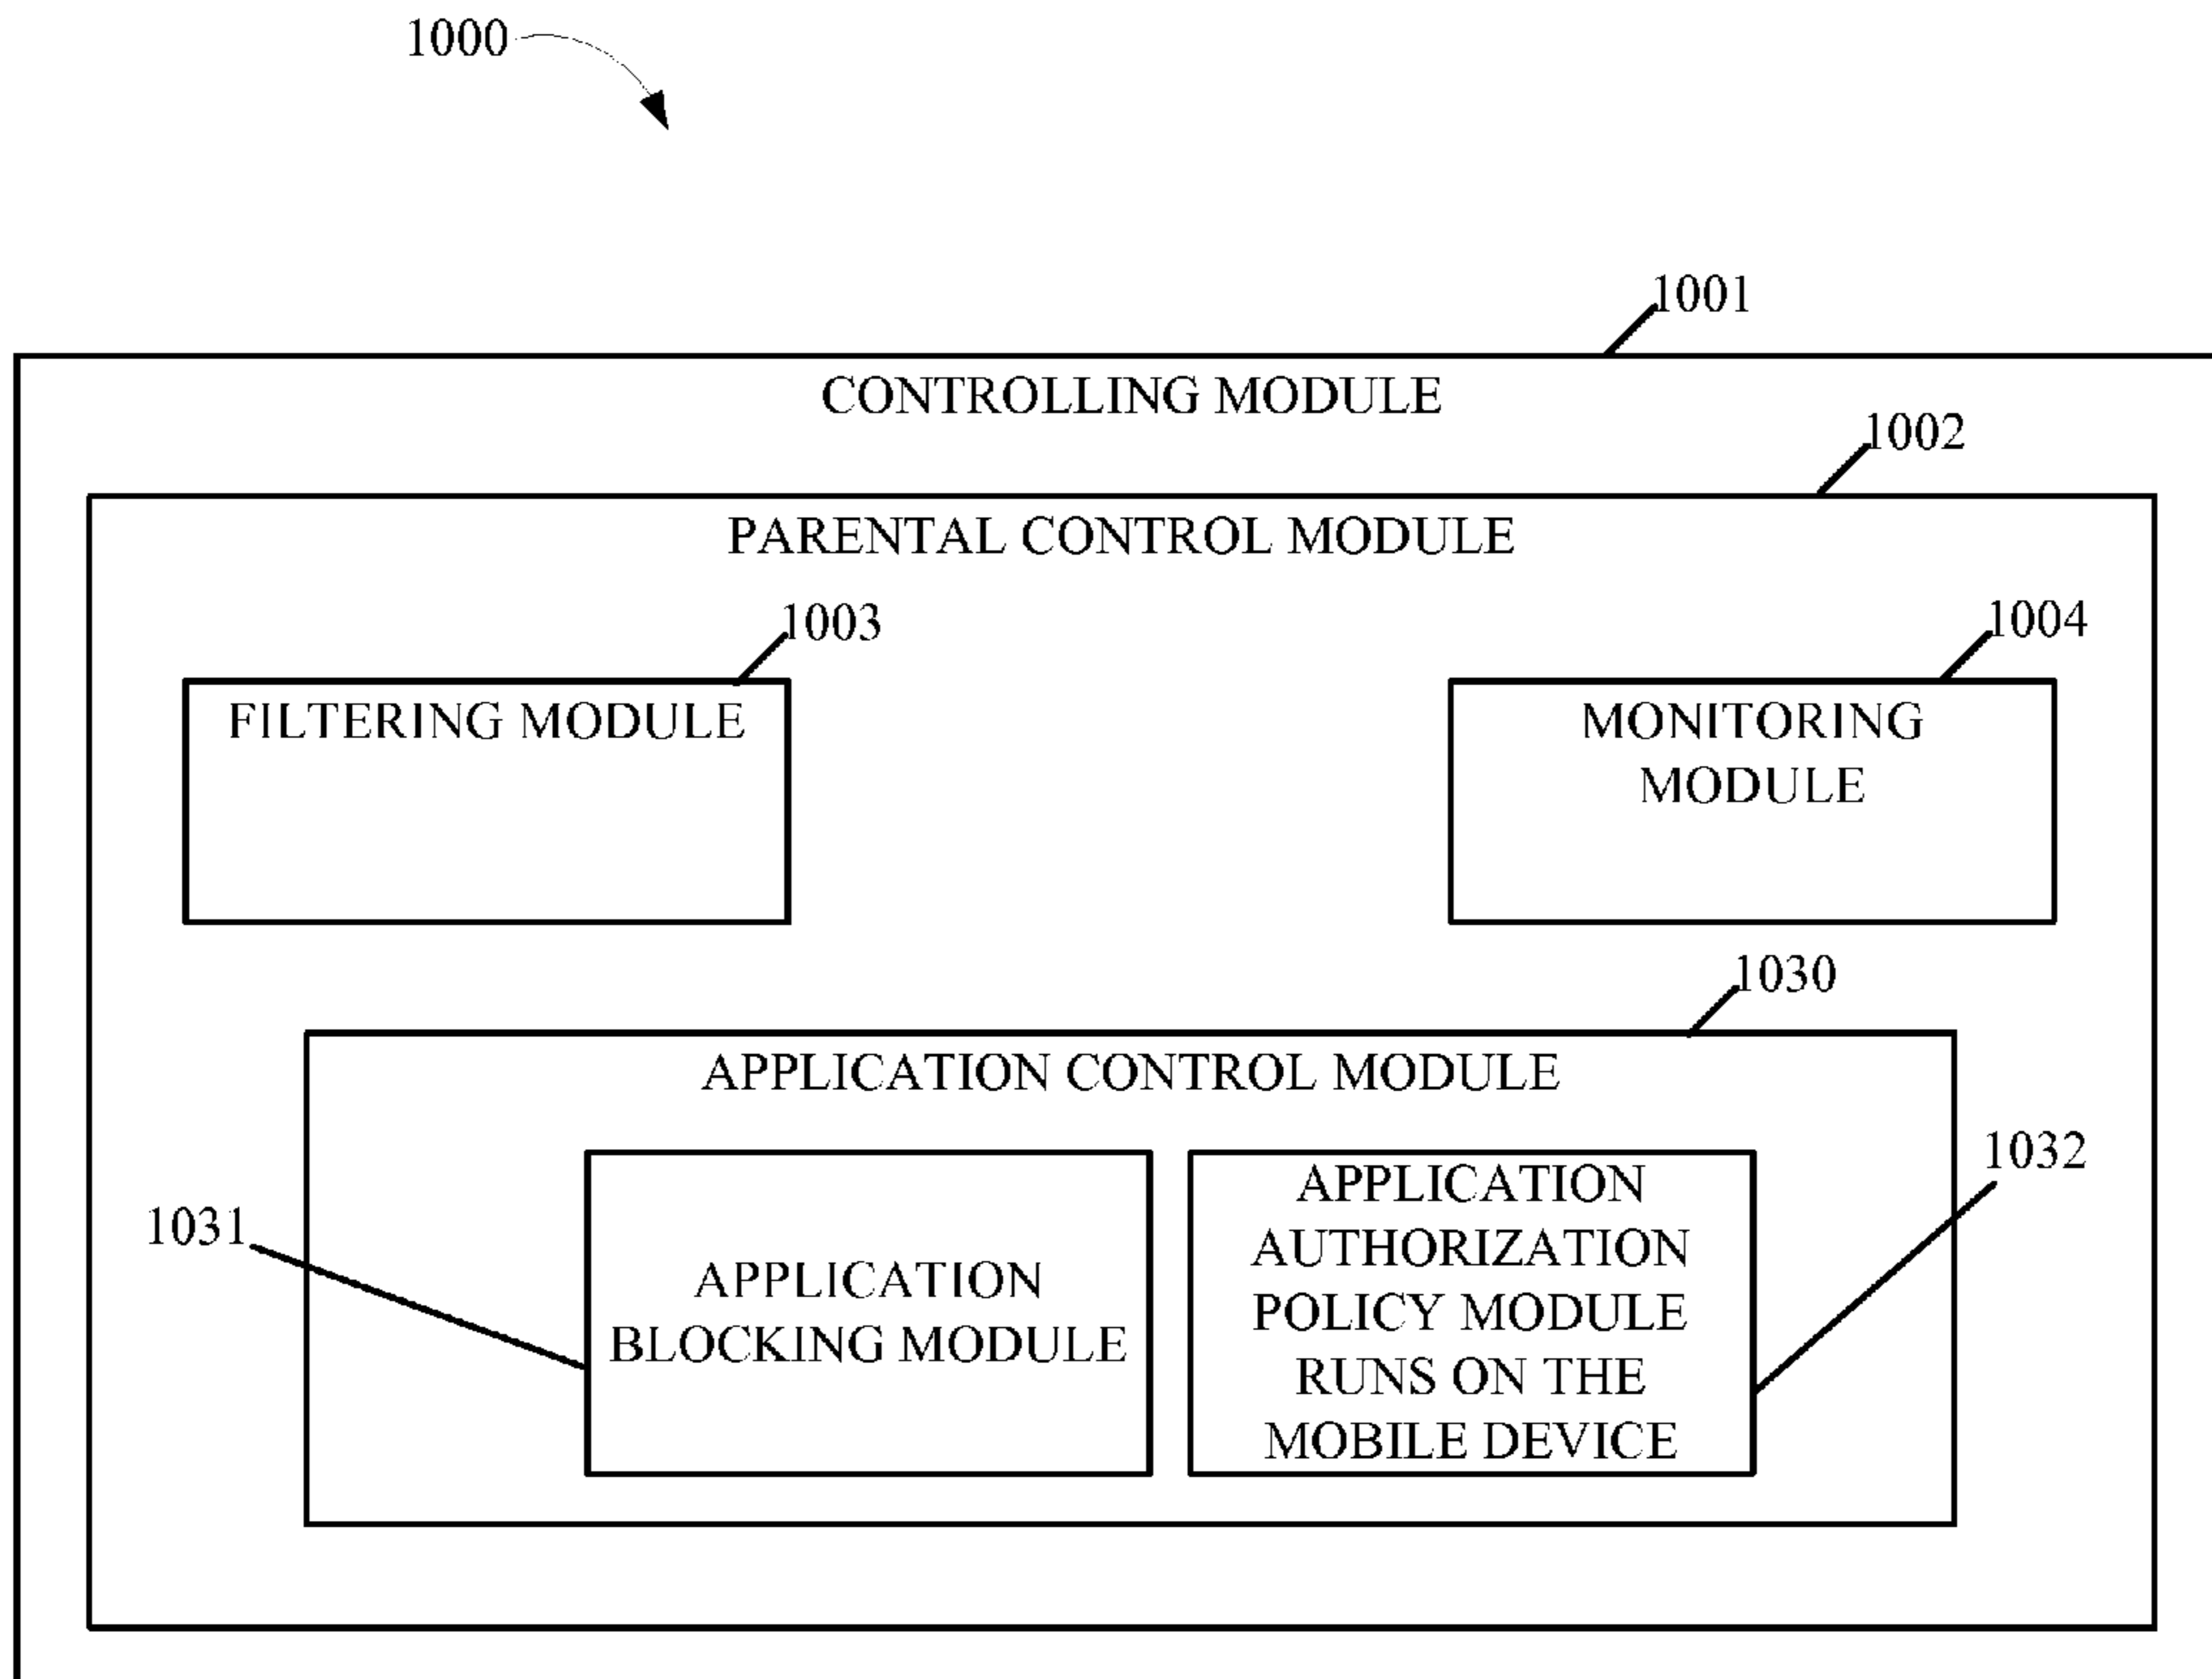 1000
1001
CONTROLLING MODULE
1002
PARENTAL CONTROL MODULE
1003
1004
FILTERING MODULE
MONITORING
MODULE
1030
APPLICATION CONTROL MODULE
1031
APPLICATION
BLOCKING MODULE
1032
APPLICATION
AUTHORIZATION
POLICY MODULE
RUNS ON THE
MOBILE DEVICE